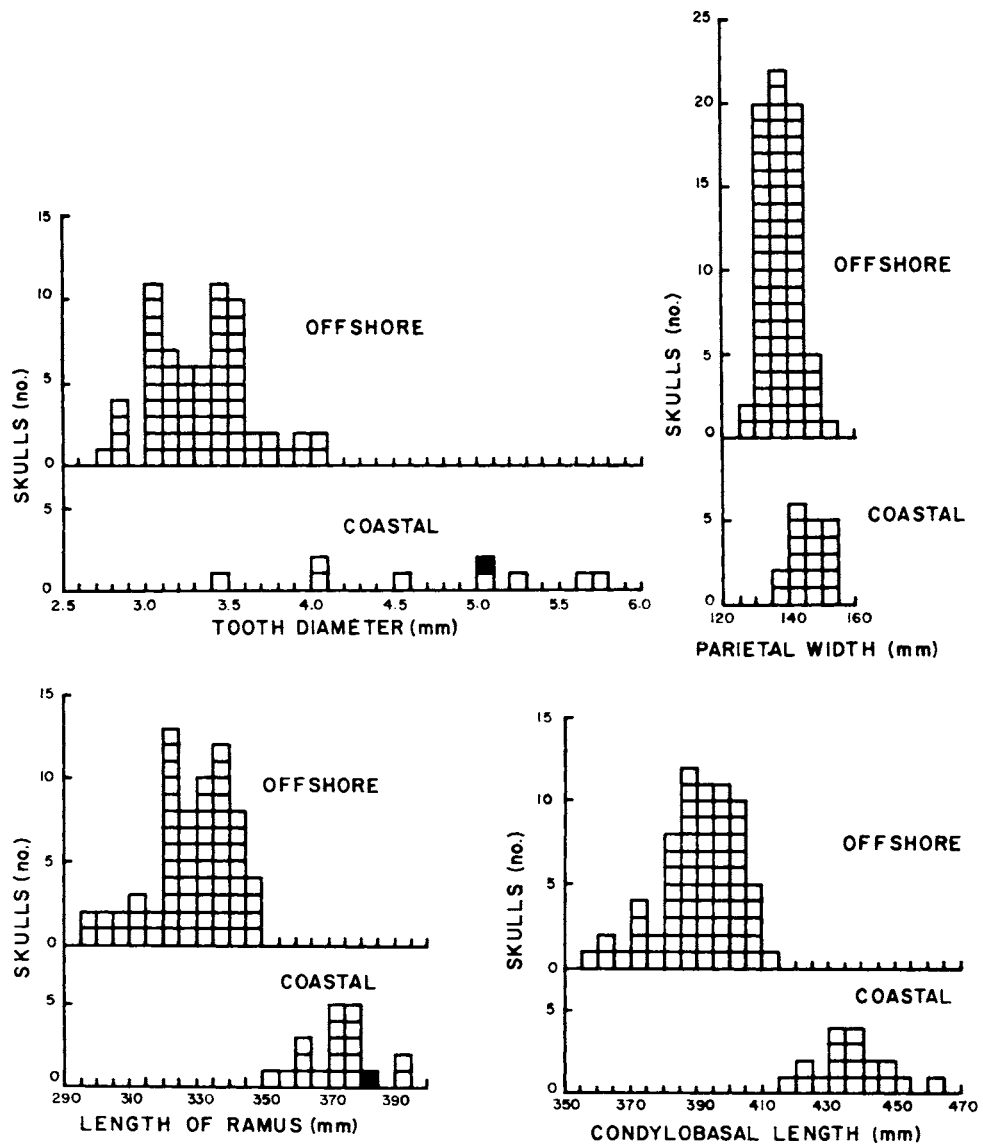 15
10
5
0
SKULLS (no.)
OFFSHORE
5
0
COASTAL
2.5 3.0 3.5 4.0 4.5 5.0 5.5 6.0
TOOTH DIAMETER (mm)
25
20
15
10
5
0
SKULLS (no.)
OFFSHORE
5
0
COASTAL
120 140 160
PARIETAL WIDTH (mm)
15
10
5
0
SKULLS (no.)
OFFSHORE
5
0
COASTAL
290 310 330 350 370 390
LENGTH OF RAMUS (mm)
15
10
5
0
SKULLS (no.)
OFFSHORE
5
0
COASTAL
350 370 390 410 430 450 470
CONDYLOBASAL LENGTH (mm)